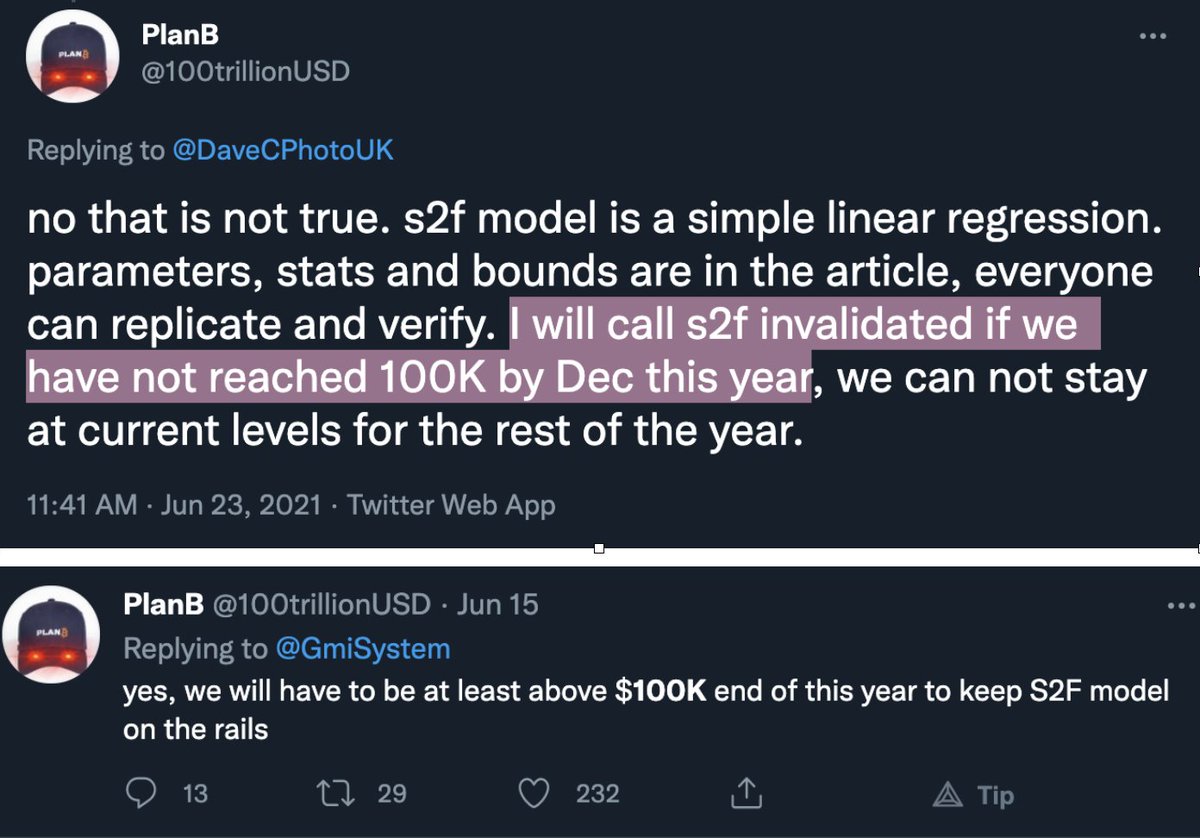 PlanB
@100trillionUSD
PLAN₿
Replying to @DaveCPhotoUK
no that is not true. s2f model is a simple linear regression.
parameters, stats and bounds are in the article, everyone
can replicate and verify. I will call s2f invalidated if we
have not reached 100K by Dec this year, we can not stay
at current levels for the rest of the year.
11:41 AM · Jun 23, 2021 · Twitter Web App
PlanB @100trillionUSD · Jun 15
PLAN₿
Replying to @GmiSystem
yes, we will have to be at least above $100K end of this year to keep S2F model
on the rails
13 29 232 Tip